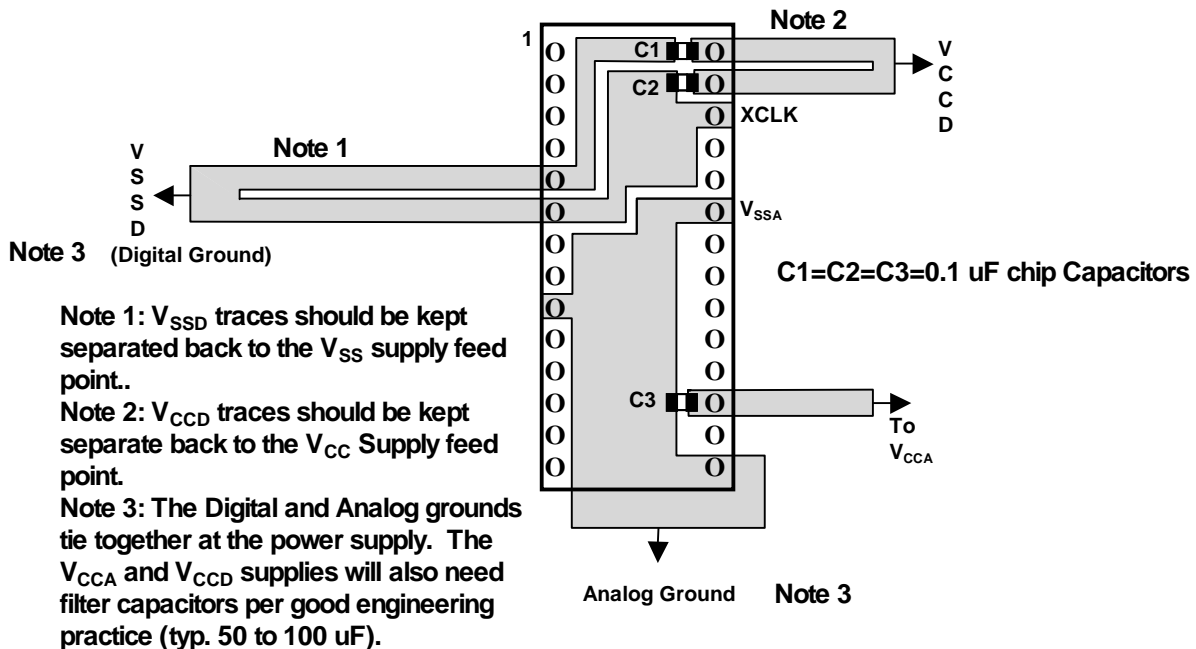 Note 2
1
C1
C2
O O
O O
O O
O O
O O
O O
O O
O O
O O
O O
O O
O O
O O
O O
V
C
C
D
XCLK
Note 1
V
S
S
D
Note 3 (Digital Ground)
VSSA
C1=C2=C3=0.1 uF chip Capacitors
C3
To
VCCA
Note 1: VSSD traces should be kept
separated back to the VSS supply feed
point..
Note 2: VCCD traces should be kept
separate back to the VCC Supply feed
point.
Note 3: The Digital and Analog grounds
tie together at the power supply. The
VCCA and VCCD supplies will also need
filter capacitors per good engineering
practice (typ. 50 to 100 uF).
Analog Ground Note 3